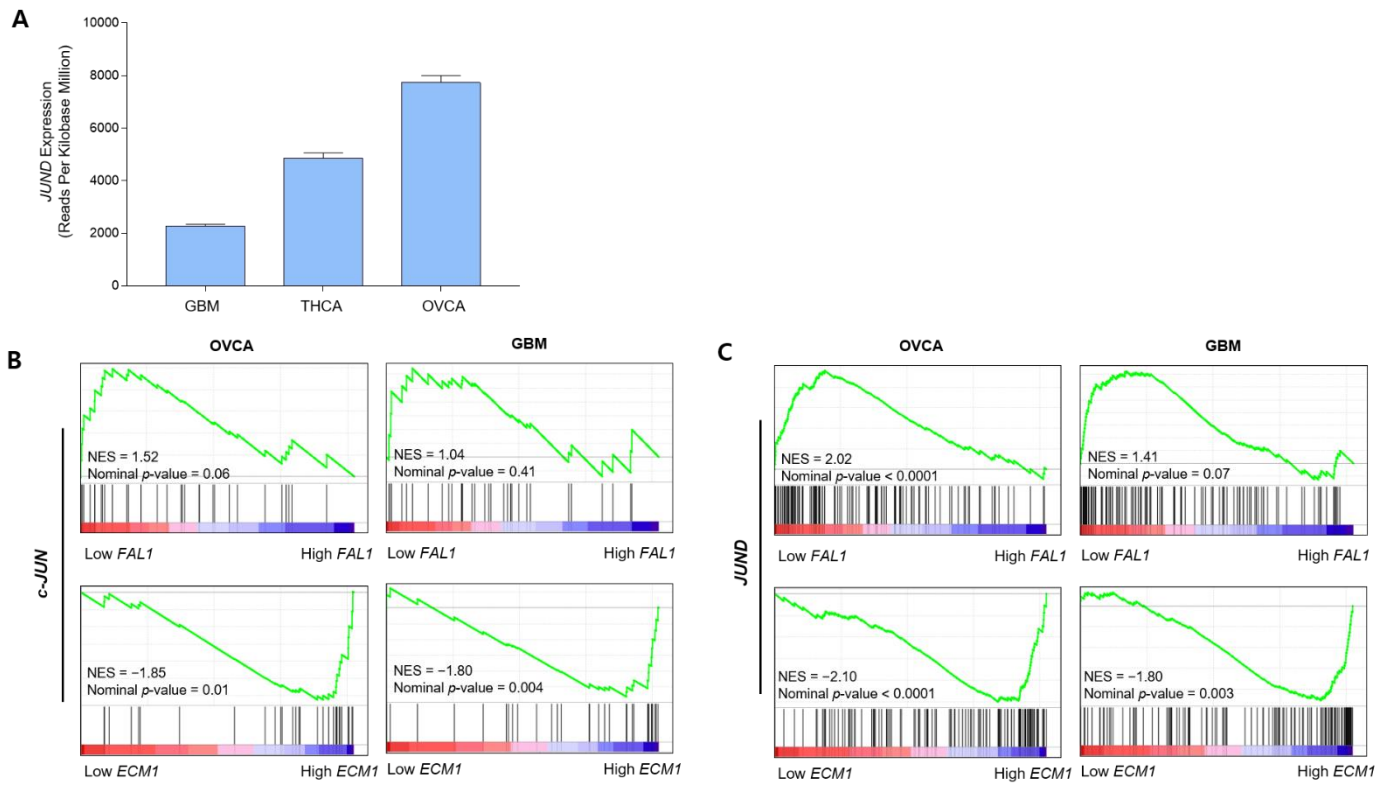 A
JUND Expression
(Reads Per Kilobase Million)
10000
8000
6000
4000
2000
0
GBM
THCA
OVCA
B
c-JUN
OVCA
GBM
NES = 1.52
Nominal p-value = 0.06
Low FAL1
High FAL1
NES = 1.04
Nominal p-value = 0.41
Low FAL1
High FAL1
NES = −1.85
Nominal p-value = 0.01
Low ECM1
High ECM1
NES = −1.80
Nominal p-value = 0.004
Low ECM1
High ECM1
C
JUND
OVCA
GBM
NES = 2.02
Nominal p-value < 0.0001
Low FAL1
High FAL1
NES = 1.41
Nominal p-value = 0.07
Low FAL1
High FAL1
NES = −2.10
Nominal p-value < 0.0001
Low ECM1
High ECM1
NES = −1.80
Nominal p-value = 0.003
Low ECM1
High ECM1